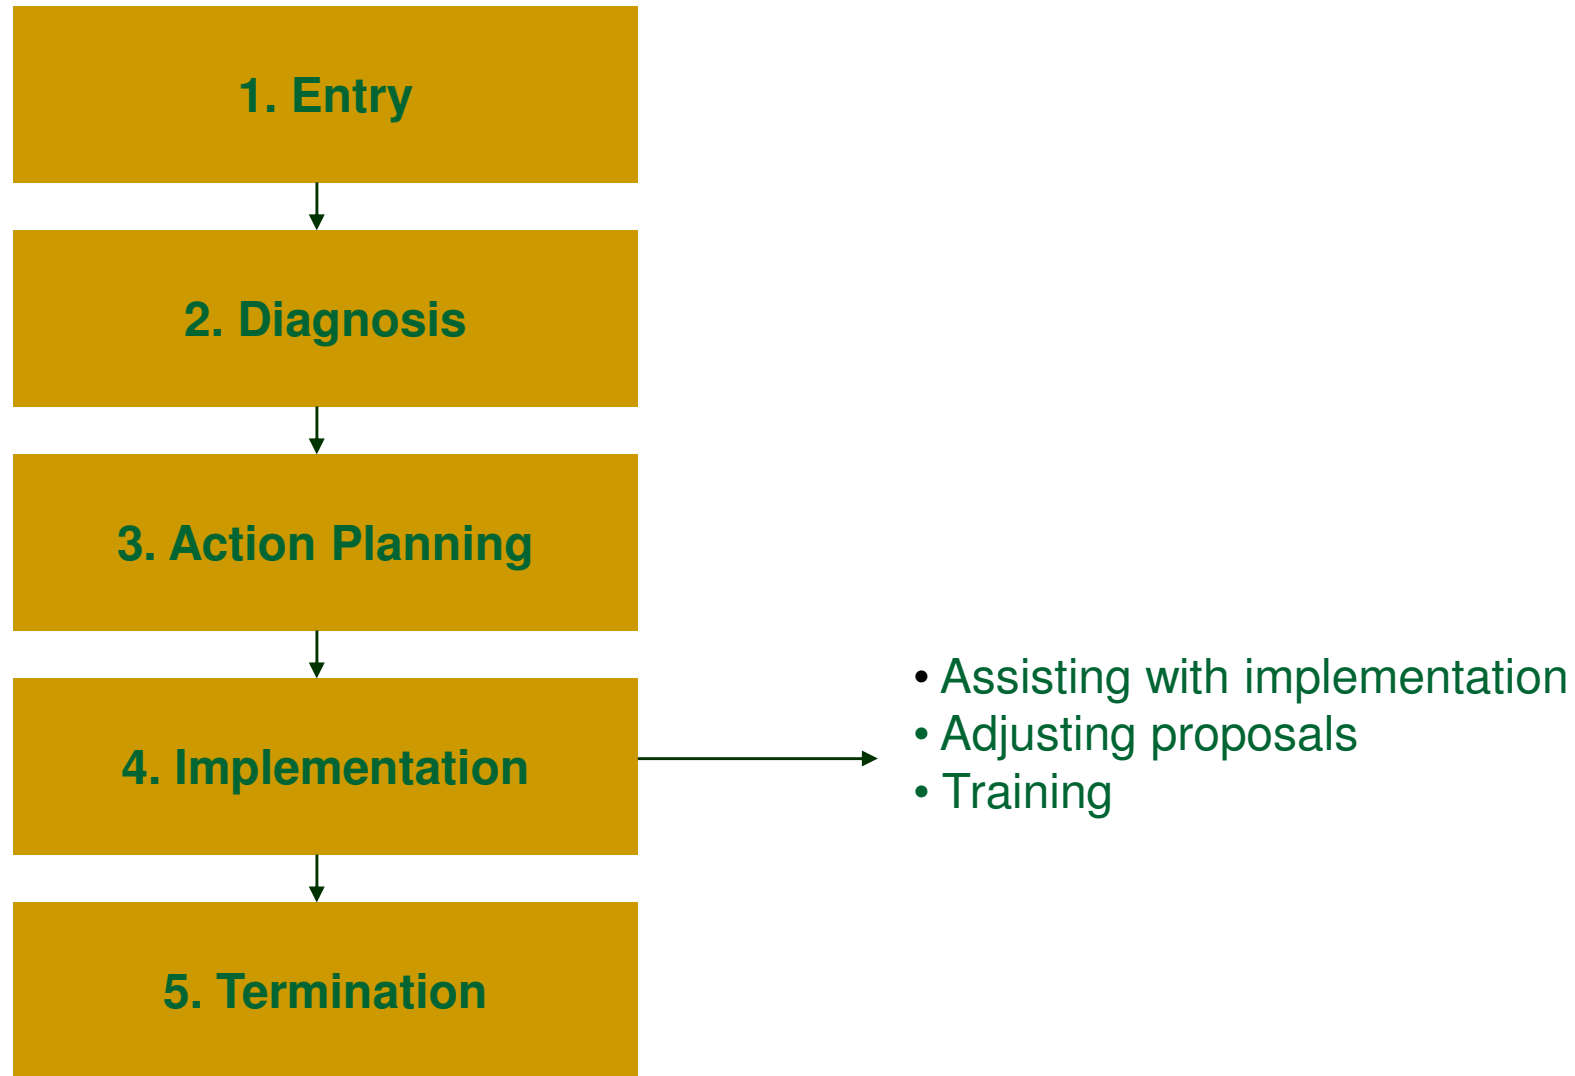 1. Entry
2. Diagnosis
3. Action Planning
4. Implementation
• Assisting with implementation
• Adjusting proposals
• Training
5. Termination